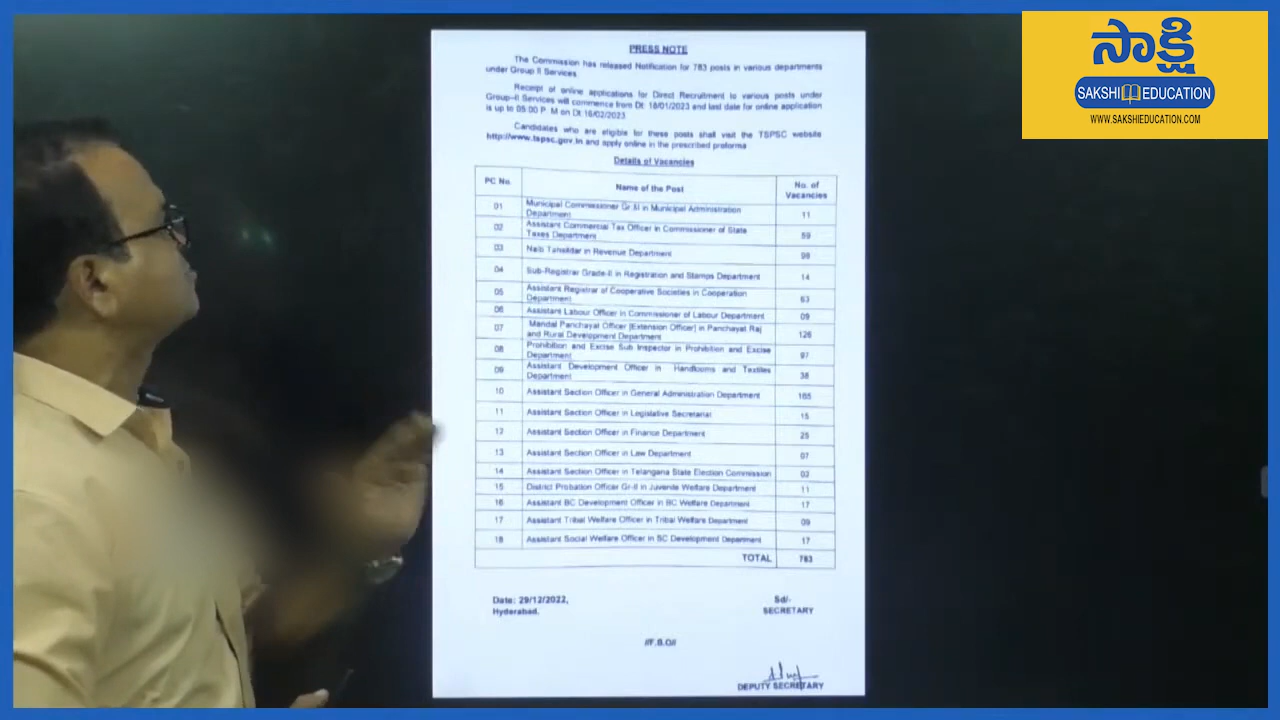 సాక్షి
SAKSHI EDUCATION
WWW.SAKSHIEDUCATION.COM
PRESS NOTE
The Commission has released Notification for 783 posts in various departments
under Group II Services
Receipt of online applications for Direct Recruitment to various posts under
Group-II Services will commence from Dt: 18/01/2023 and last date for online application
is up to 05:00 P. M on Dt 16/02/2023
Candidates who are eligible for these posts shall visit the TSPSC website
http://www.tspsc.gov.in and apply online in the prescribed proforma
Details of Vacancies
PC No. Name of the Post No. of
Vacancies
01 Municipal Commissioner Gr.III in Municipal Administration
Department 11
02 Assistant Commercial Tax Officer in Commissioner of State
Taxes Department 59
03 Naib Tahsildar in Revenue Department 98
04 Sub-Registrar Grade-II in Registration and Stamps Department 14
05 Assistant Registrar of Cooperative Societies in Cooperation
Department 63
06 Assistant Labour Officer in Commissioner of Labour Department 09
07 Mandal Panchayat Officer [Extension Officer] in Panchayat Raj
and Rural Development Department 126
08 Prohibition and Excise Sub Inspector in Prohibition and Excise
Department 97
09 Assistant Development Officer in Handlooms and Textiles
Department 38
10 Assistant Section Officer in General Administration Department 165
11 Assistant Section Officer in Legislative Secretariat 15
12 Assistant Section Officer in Finance Department 25
13 Assistant Section Officer in Law Department 07
14 Assistant Section Officer in Telangana State Election Commission 02
15 District Probation Officer Gr-II in Juvenile Welfare Department 11
16 Assistant BC Development Officer in BC Welfare Department 17
17 Assistant Tribal Welfare Officer in Tribal Welfare Department 09
18 Assistant Social Welfare Officer in SC Development Department 17
TOTAL 783
Date: 29/12/2022, Sd/-
Hyderabad. SECRETARY
//F.B.O//
DEPUTY SECRETARY